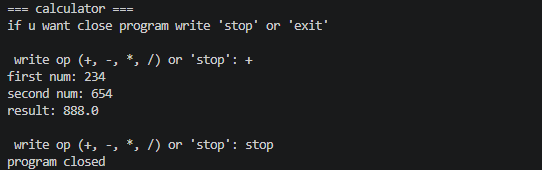 === calculator ===
if u want close program write 'stop' or 'exit'
write op (+, -, *, /) or 'stop': +
first num: 234
second num: 654
result: 888.0
write op (+, -, *, /) or 'stop': stop
program closed